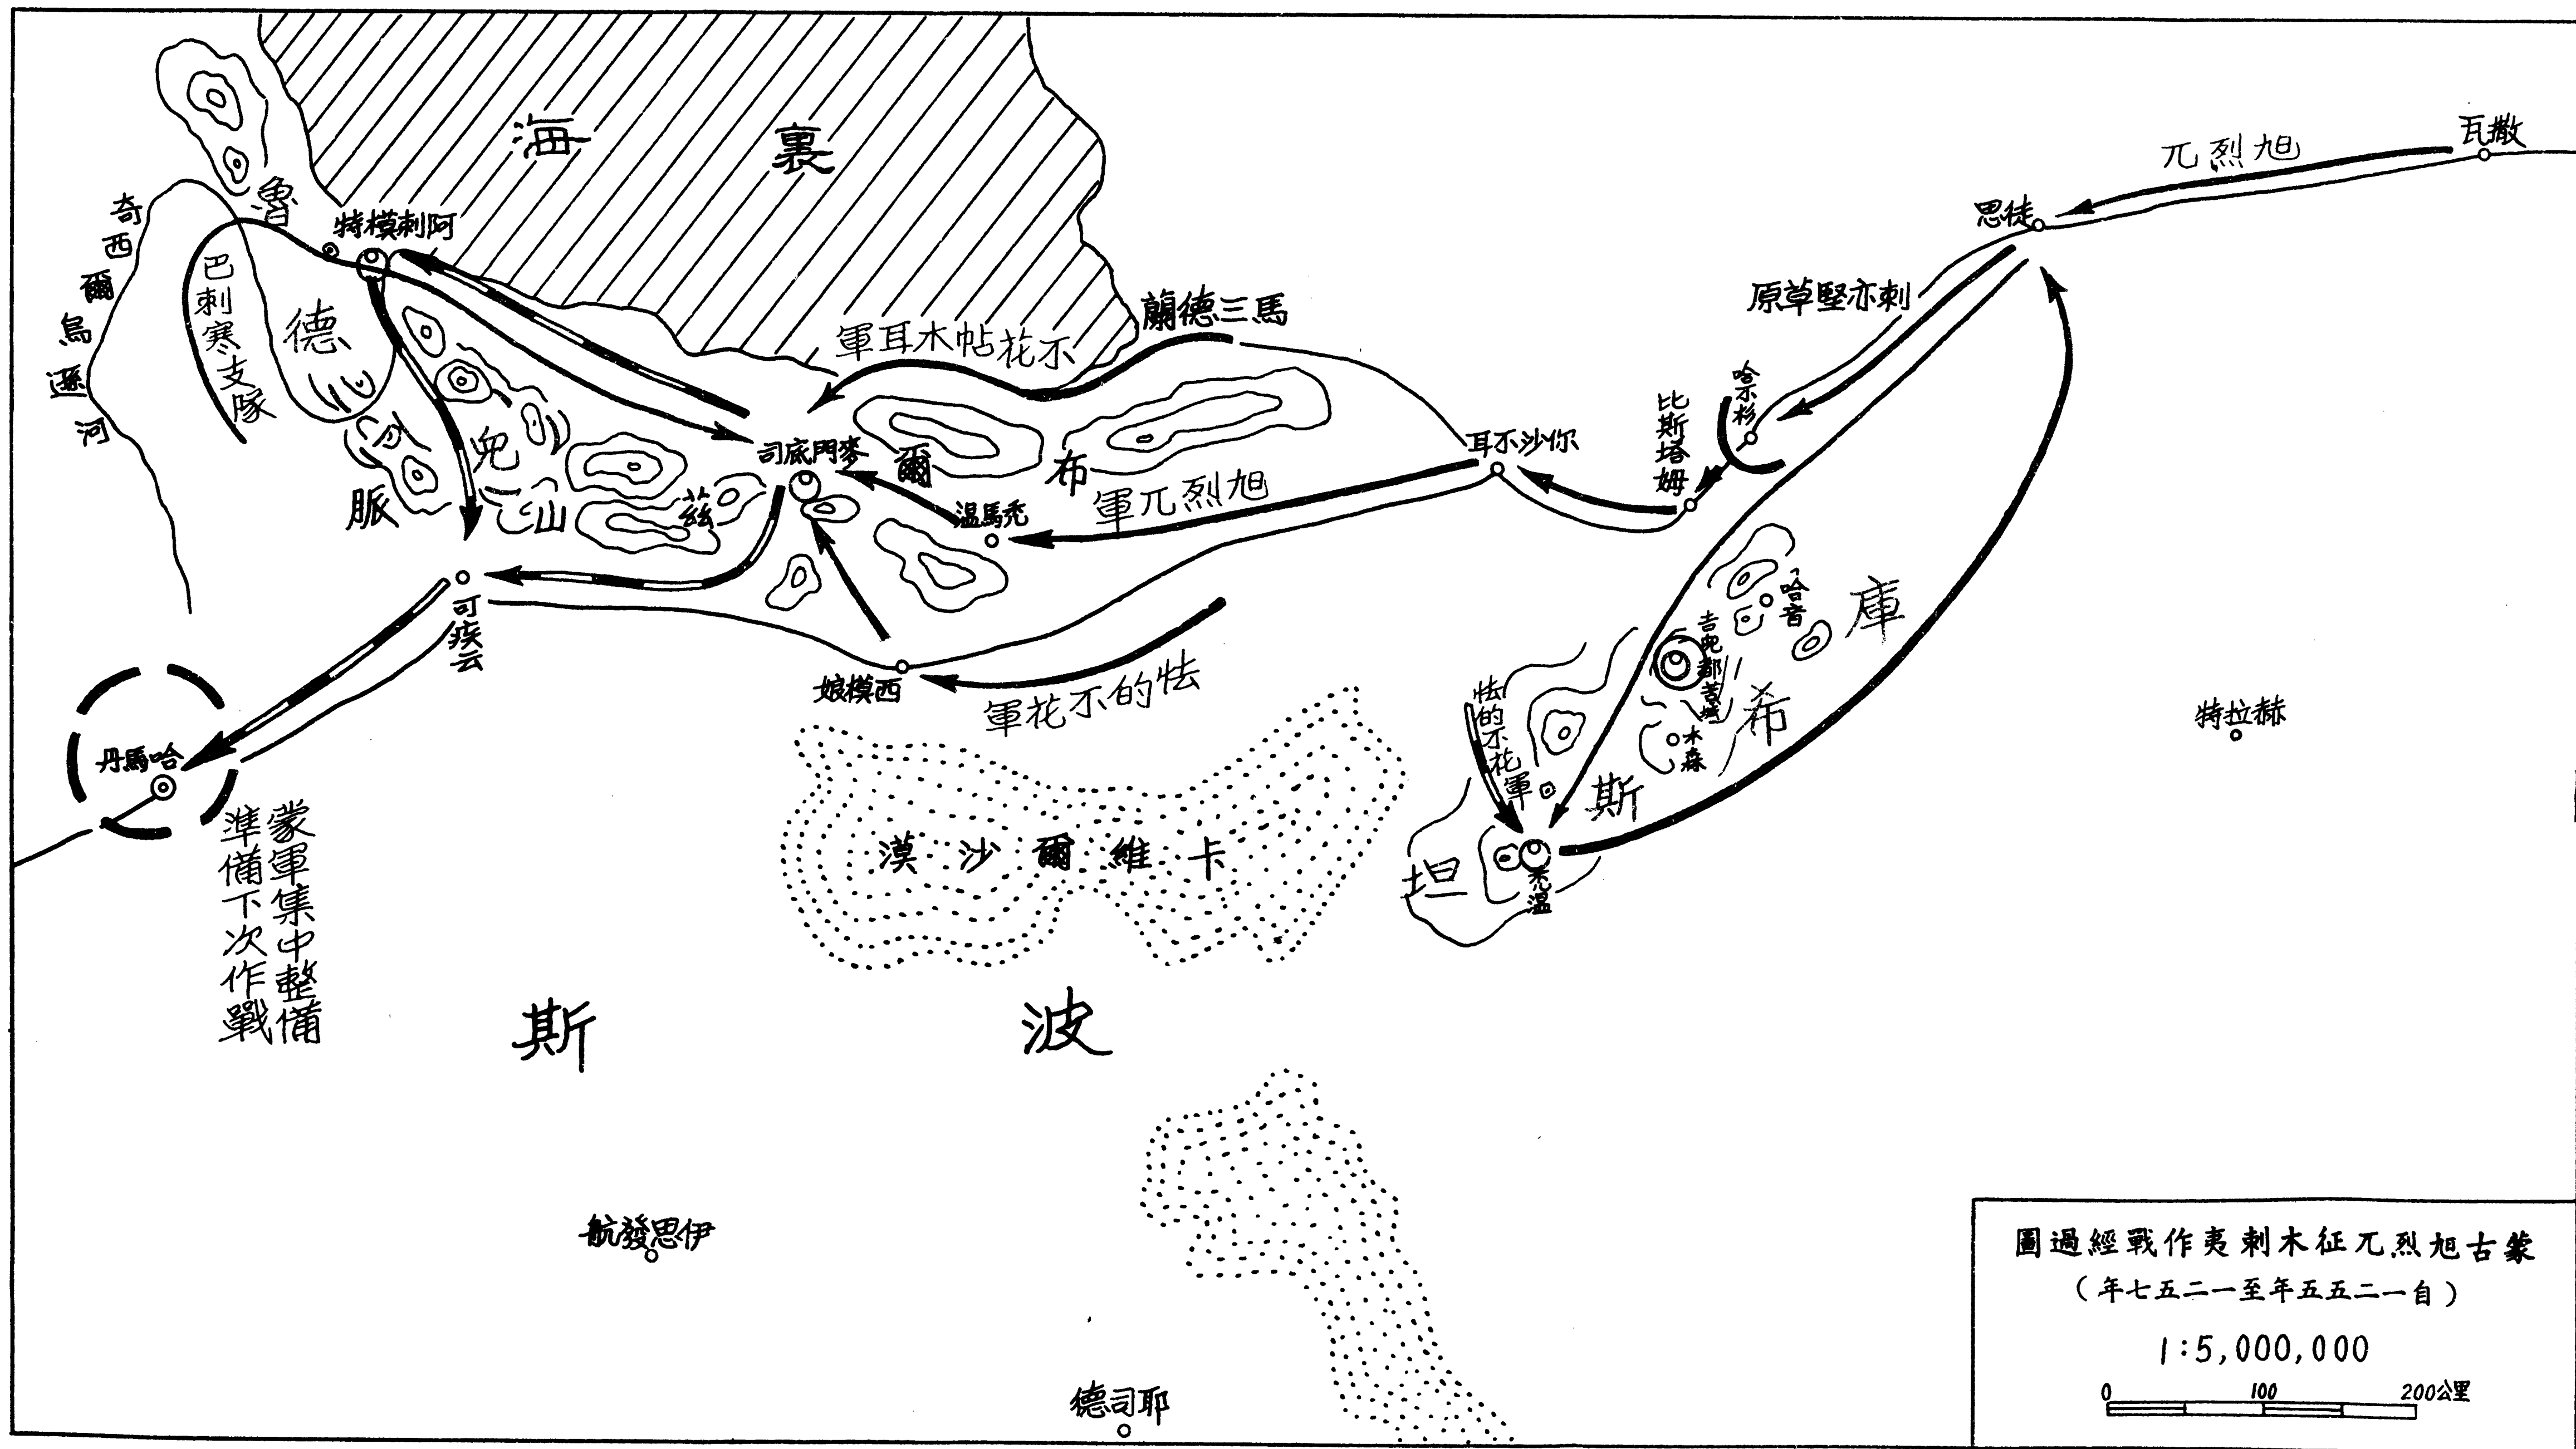 裏海
撒瓦
旭烈兀
徒思
刺亦堅草原
哈不杉
比斯塔姆
你沙不耳
馬三德蘭
不花帖木耳軍
旭烈兀軍
禿馬溫
麥門底司
布爾茲山脈
阿刺模特
魯德兒
巴刺寒支隊
奇西爾烏遜河
可疾云
西模娘
怯的不花軍
哈馬丹
蒙軍集中整備
準備下次作戰
卡維爾沙漠
庫希斯坦
哈音
吉兒都苦城
木森
怯的不花軍
禿溫
赫拉特
波斯
伊思發航
耶司德
蒙古旭烈兀征木刺夷作戰經過圖
（自一二五五年至一二五七年）
1:5,000,000
0 100 200公里